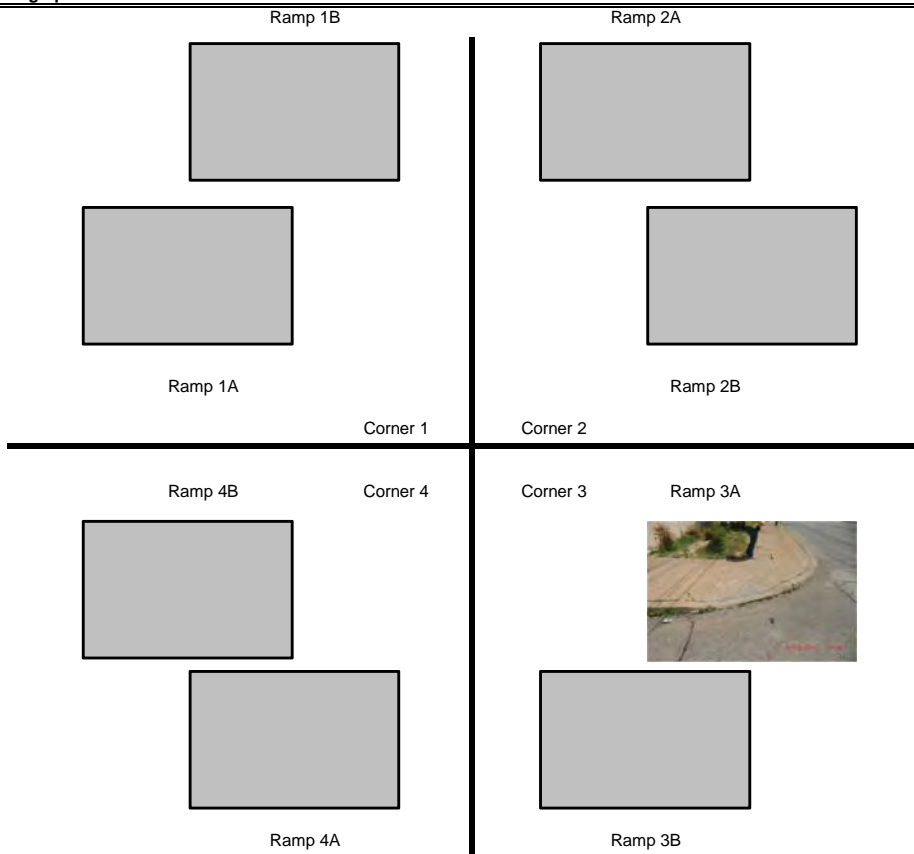 Ramp 1B Ramp 2A
Ramp 1A Ramp 2B
Corner 1 Corner 2
Ramp 4B Corner 4 Corner 3 Ramp 3A
Ramp 4A Ramp 3B